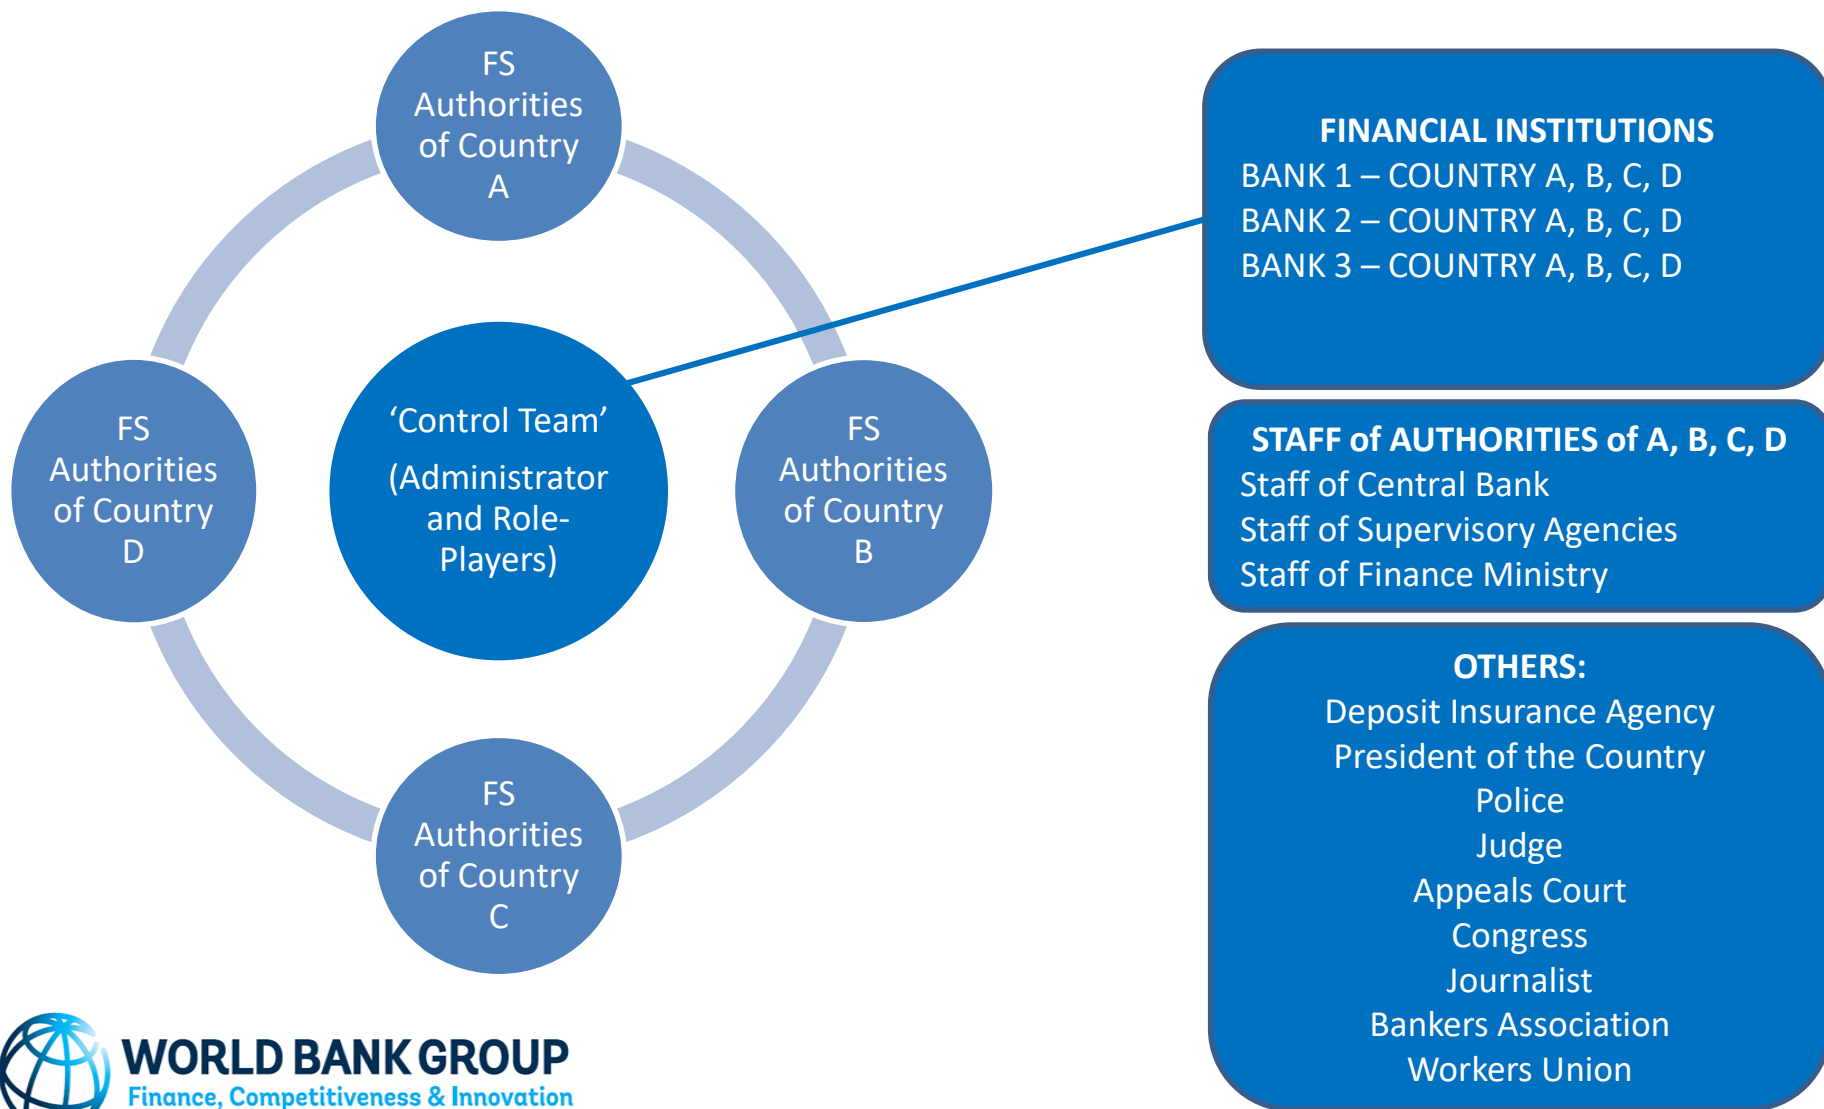 FS
Authorities
of Country
A
FS
Authorities
of Country
D
‘Control Team’
(Administrator
and Role-
Players)
FS
Authorities
of Country
B
FS
Authorities
of Country
C
FINANCIAL INSTITUTIONS
BANK 1 – COUNTRY A, B, C, D
BANK 2 – COUNTRY A, B, C, D
BANK 3 – COUNTRY A, B, C, D
STAFF of AUTHORITIES of A, B, C, D
Staff of Central Bank
Staff of Supervisory Agencies
Staff of Finance Ministry
OTHERS:
Deposit Insurance Agency
President of the Country
Police
Judge
Appeals Court
Congress
Journalist
Bankers Association
Workers Union
WORLD BANK GROUP
Finance, Competitiveness & Innovation